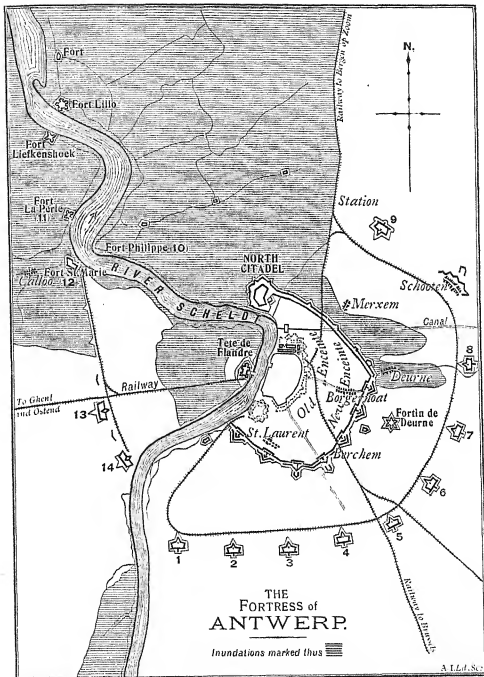 N.
Fort
Fort Lillo
Railway to Bergen op Zoom
Fort
Liefkenshoek
Station
Fort
La Perle
11
9
Fort Philippe 10
NORTH
CITADEL
Fort St. Marie
Calloo 12
Schooten
RIVER SCHELDT
Merxem
Canal
Tete de
Flandre
8
Old Enceinte
New Enceinte
Deurne
Railway
Borgerhoat
To Ghent
and Ostend
13
Fortin de
Deurne
St. Laurent
7
Berchem
14
6
5
1
2
3
4
Railway to Brussels
THE
FORTRESS of
ANTWERP.
Inundations marked thus